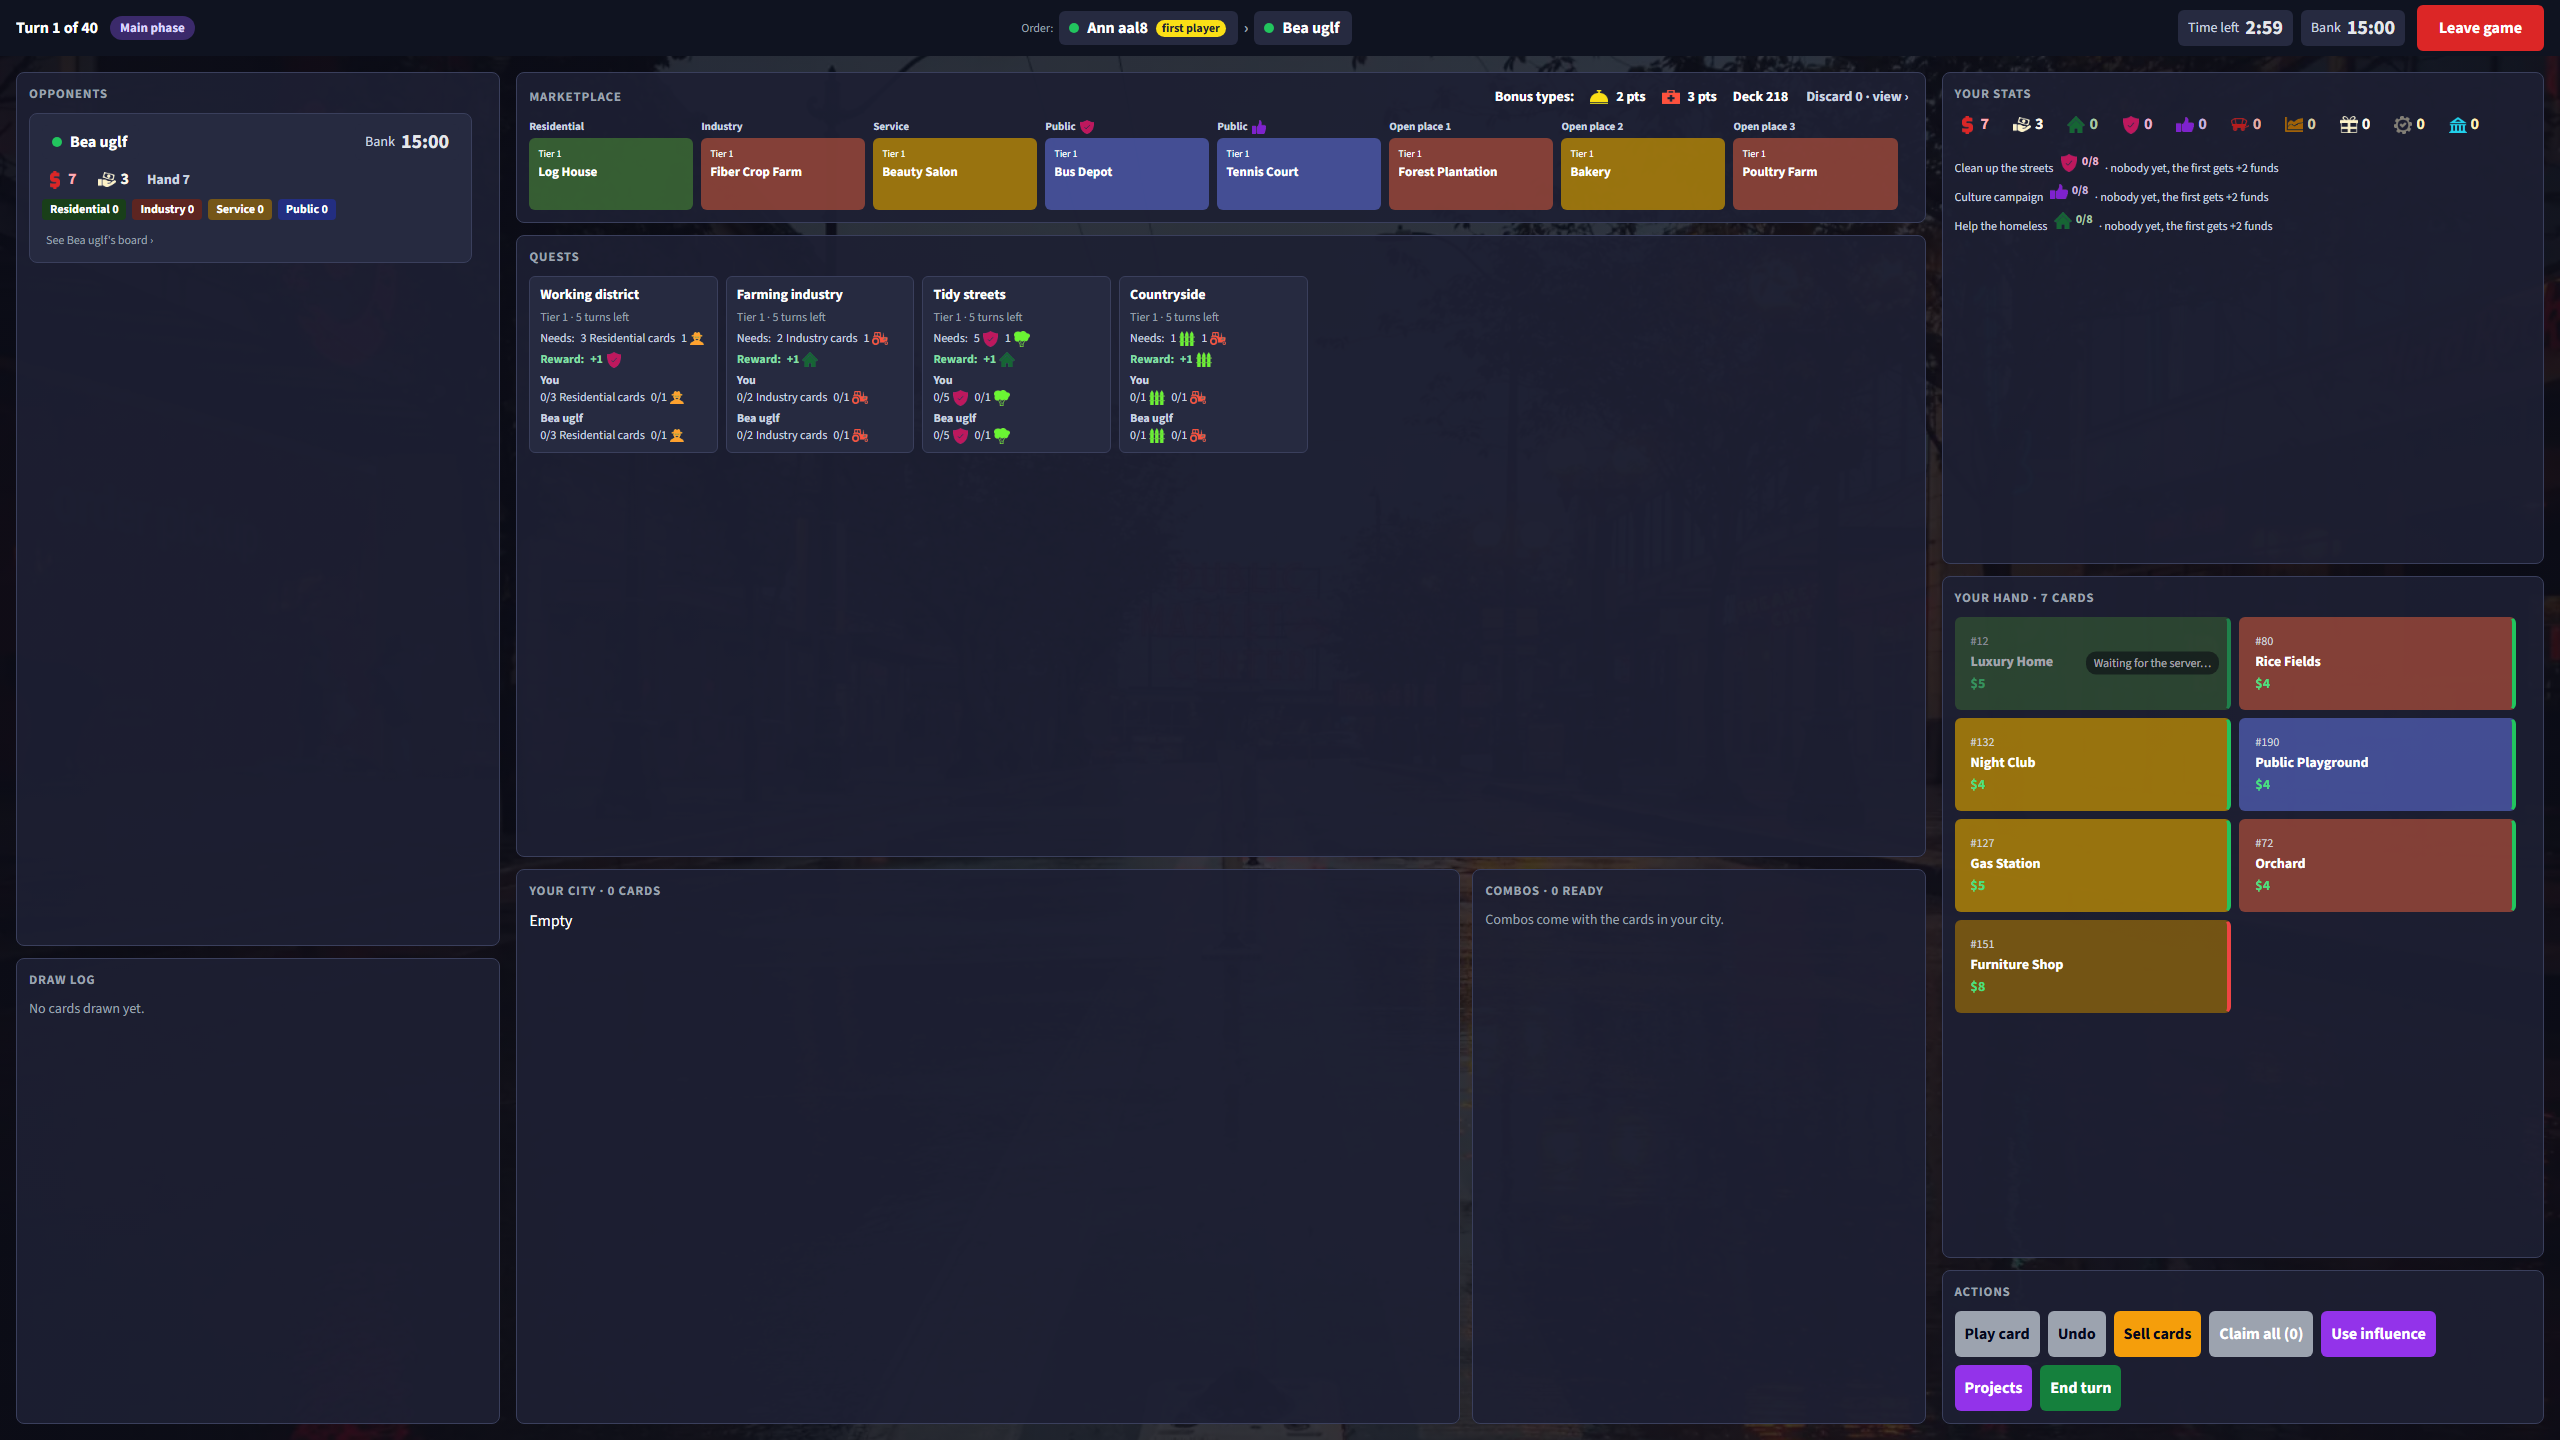 Turn 1 of 40 Main phase
Order: Ann aal8 first player › Bea uglf
Time left 2:59 Bank 15:00 Leave game
OPPONENTS
Bea uglf Bank 15:00
7 3 Hand 7
Residential 0 Industry 0 Service 0 Public 0
See Bea uglf's board ›
DRAW LOG
No cards drawn yet.
MARKETPLACE
Bonus types: 2 pts 3 pts Deck 218 Discard 0 · view ›
Residential Industry Service Public Public Open place 1 Open place 2 Open place 3
Tier 1 Tier 1 Tier 1 Tier 1 Tier 1 Tier 1 Tier 1 Tier 1
Log House Fiber Crop Farm Beauty Salon Bus Depot Tennis Court Forest Plantation Bakery Poultry Farm
QUESTS
Working district
Tier 1 · 5 turns left
Needs: 3 Residential cards 1
Reward: +1
You
0/3 Residential cards 0/1
Bea uglf
0/3 Residential cards 0/1
Farming industry
Tier 1 · 5 turns left
Needs: 2 Industry cards 1
Reward: +1
You
0/2 Industry cards 0/1
Bea uglf
0/2 Industry cards 0/1
Tidy streets
Tier 1 · 5 turns left
Needs: 5 1
Reward: +1
You
0/5 0/1
Bea uglf
0/5 0/1
Countryside
Tier 1 · 5 turns left
Needs: 1 1
Reward: +1
You
0/1 0/1
Bea uglf
0/1 0/1
YOUR CITY · 0 CARDS
Empty
COMBOS · 0 READY
Combos come with the cards in your city.
YOUR STATS
7 3 0 0 0 0 0 0 0 0
Clean up the streets 0/8 · nobody yet, the first gets +2 funds
Culture campaign 0/8 · nobody yet, the first gets +2 funds
Help the homeless 0/8 · nobody yet, the first gets +2 funds
YOUR HAND · 7 CARDS
#12
Luxury Home Waiting for the server...
$5
#80
Rice Fields
$4
#132
Night Club
$4
#190
Public Playground
$4
#127
Gas Station
$5
#72
Orchard
$4
#151
Furniture Shop
$8
ACTIONS
Play card Undo Sell cards Claim all (0) Use influence
Projects End turn